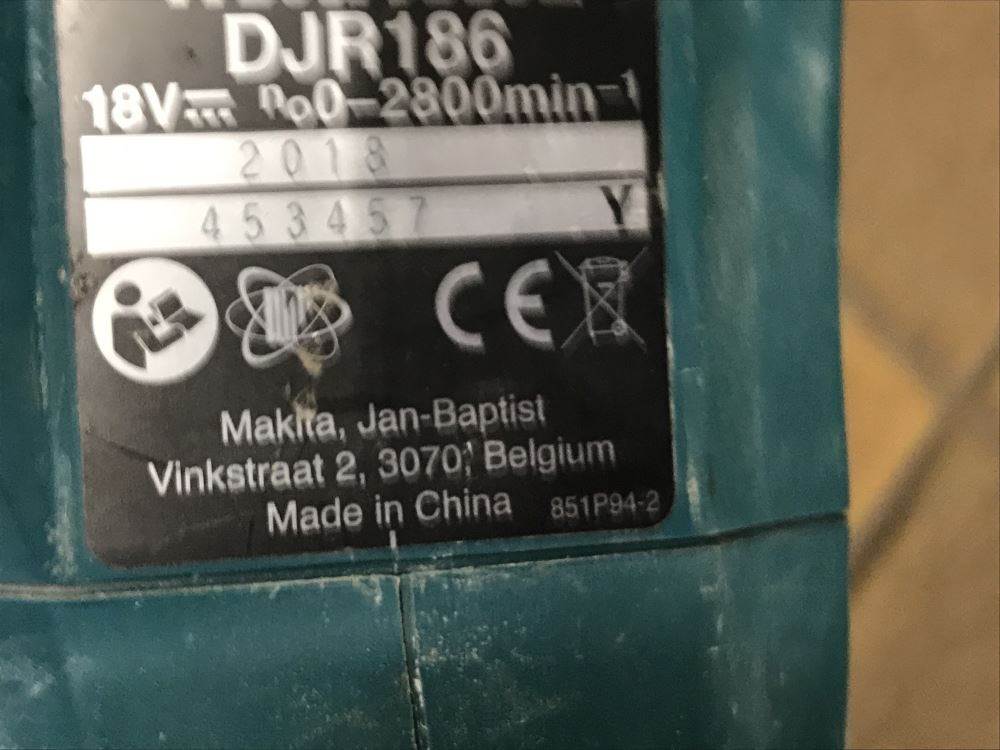 DJR186
18V⎓ n₀0-2800min⁻¹
2018
453457 Y
CE
Makita, Jan-Baptist
Vinkstraat 2, 3070, Belgium
Made in China 851P94-2